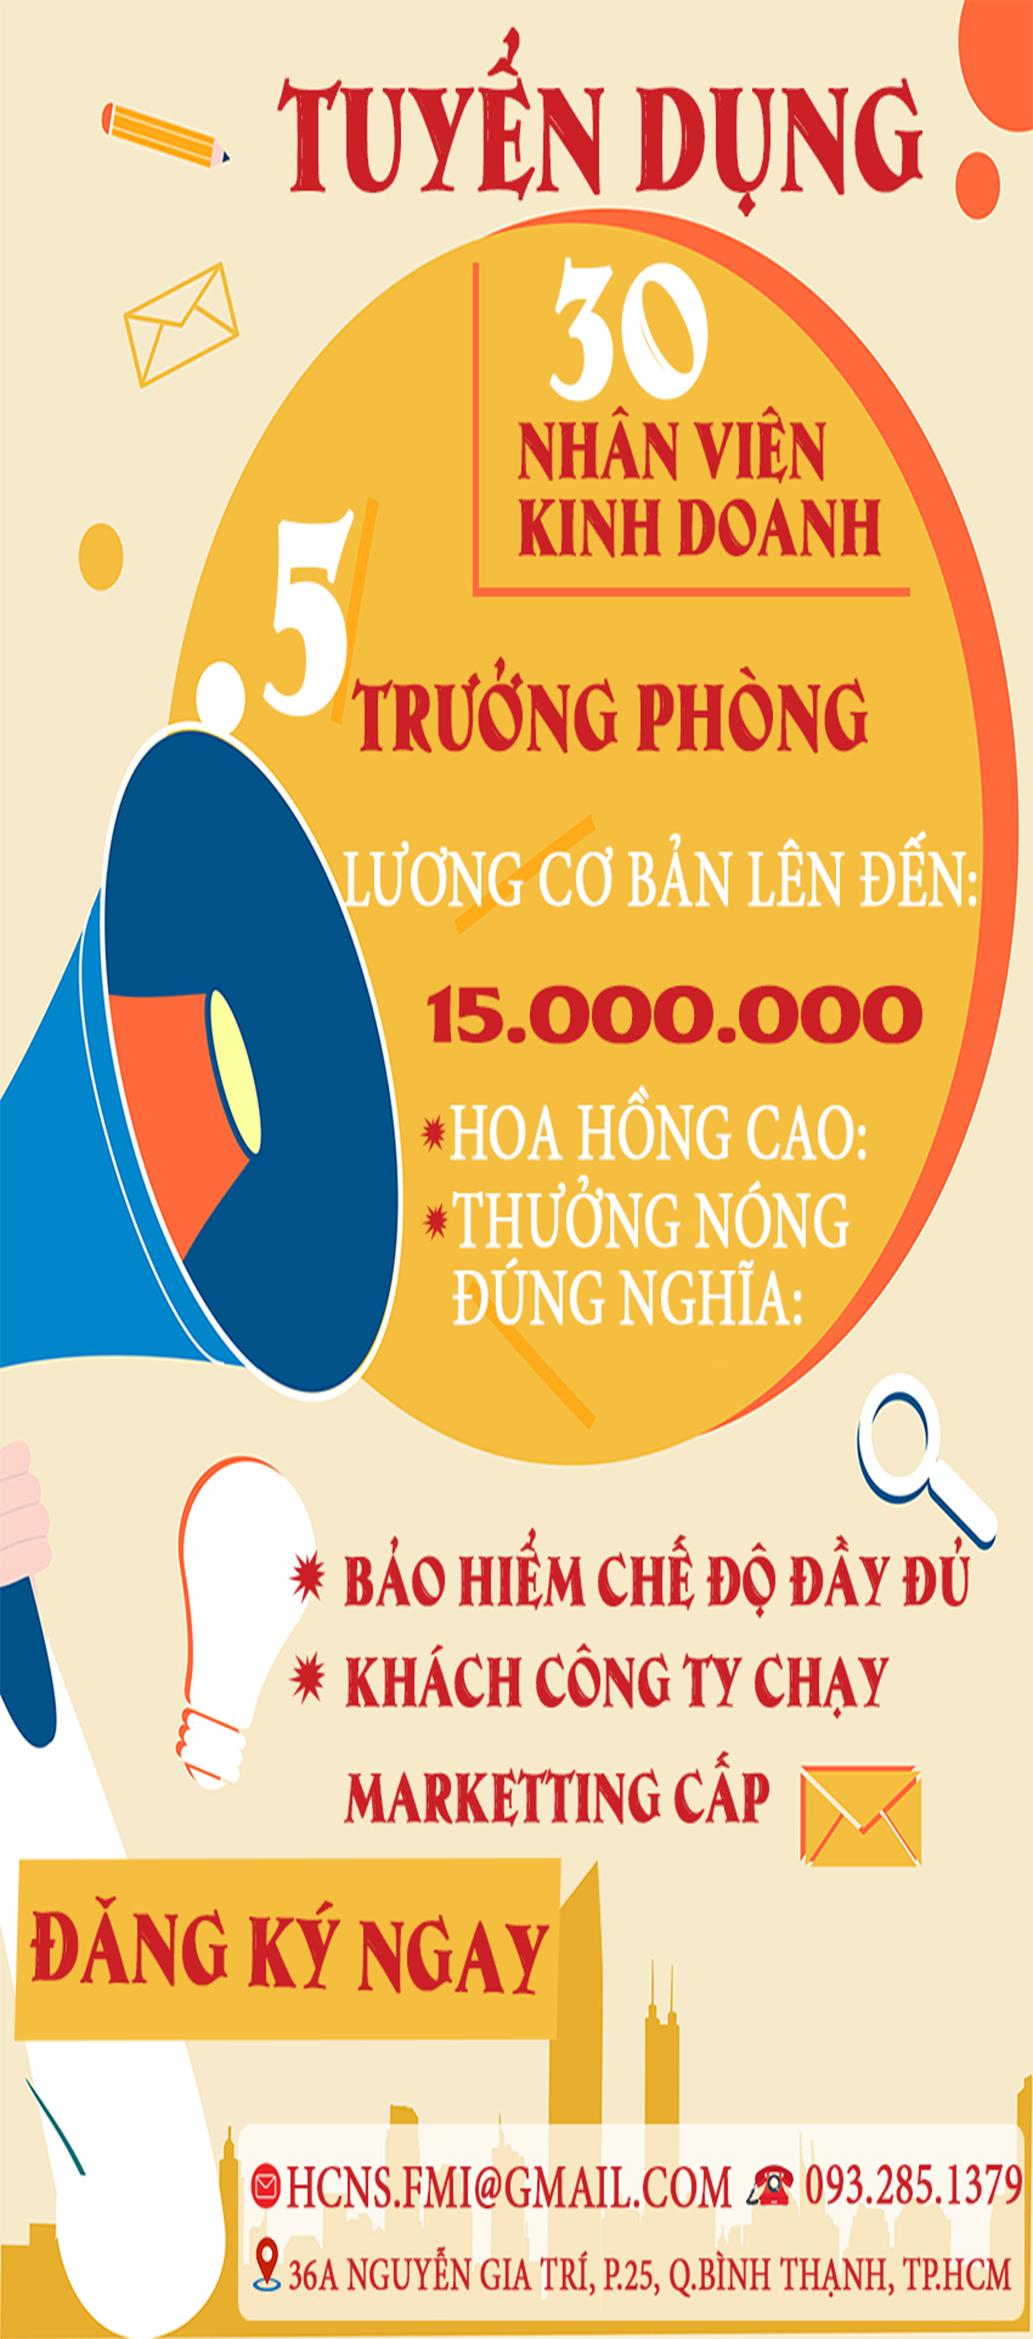 TUYỂN DỤNG
30
NHÂN VIÊN
KINH DOANH
5
TRƯỞNG PHÒNG
LƯƠNG CƠ BẢN LÊN ĐẾN:
15.000.000
HOA HỒNG CAO:
THƯỞNG NÓNG
ĐÚNG NGHĨA:
BẢO HIỂM CHẾ ĐỘ ĐẦY ĐỦ
KHÁCH CÔNG TY CHẠY
MARKETTING CẤP
ĐĂNG KÝ NGAY
HCNS.FMI@GMAIL.COM 093.285.1379
36A NGUYỄN GIA TRÍ, P.25, Q.BÌNH THẠNH, TP.HCM